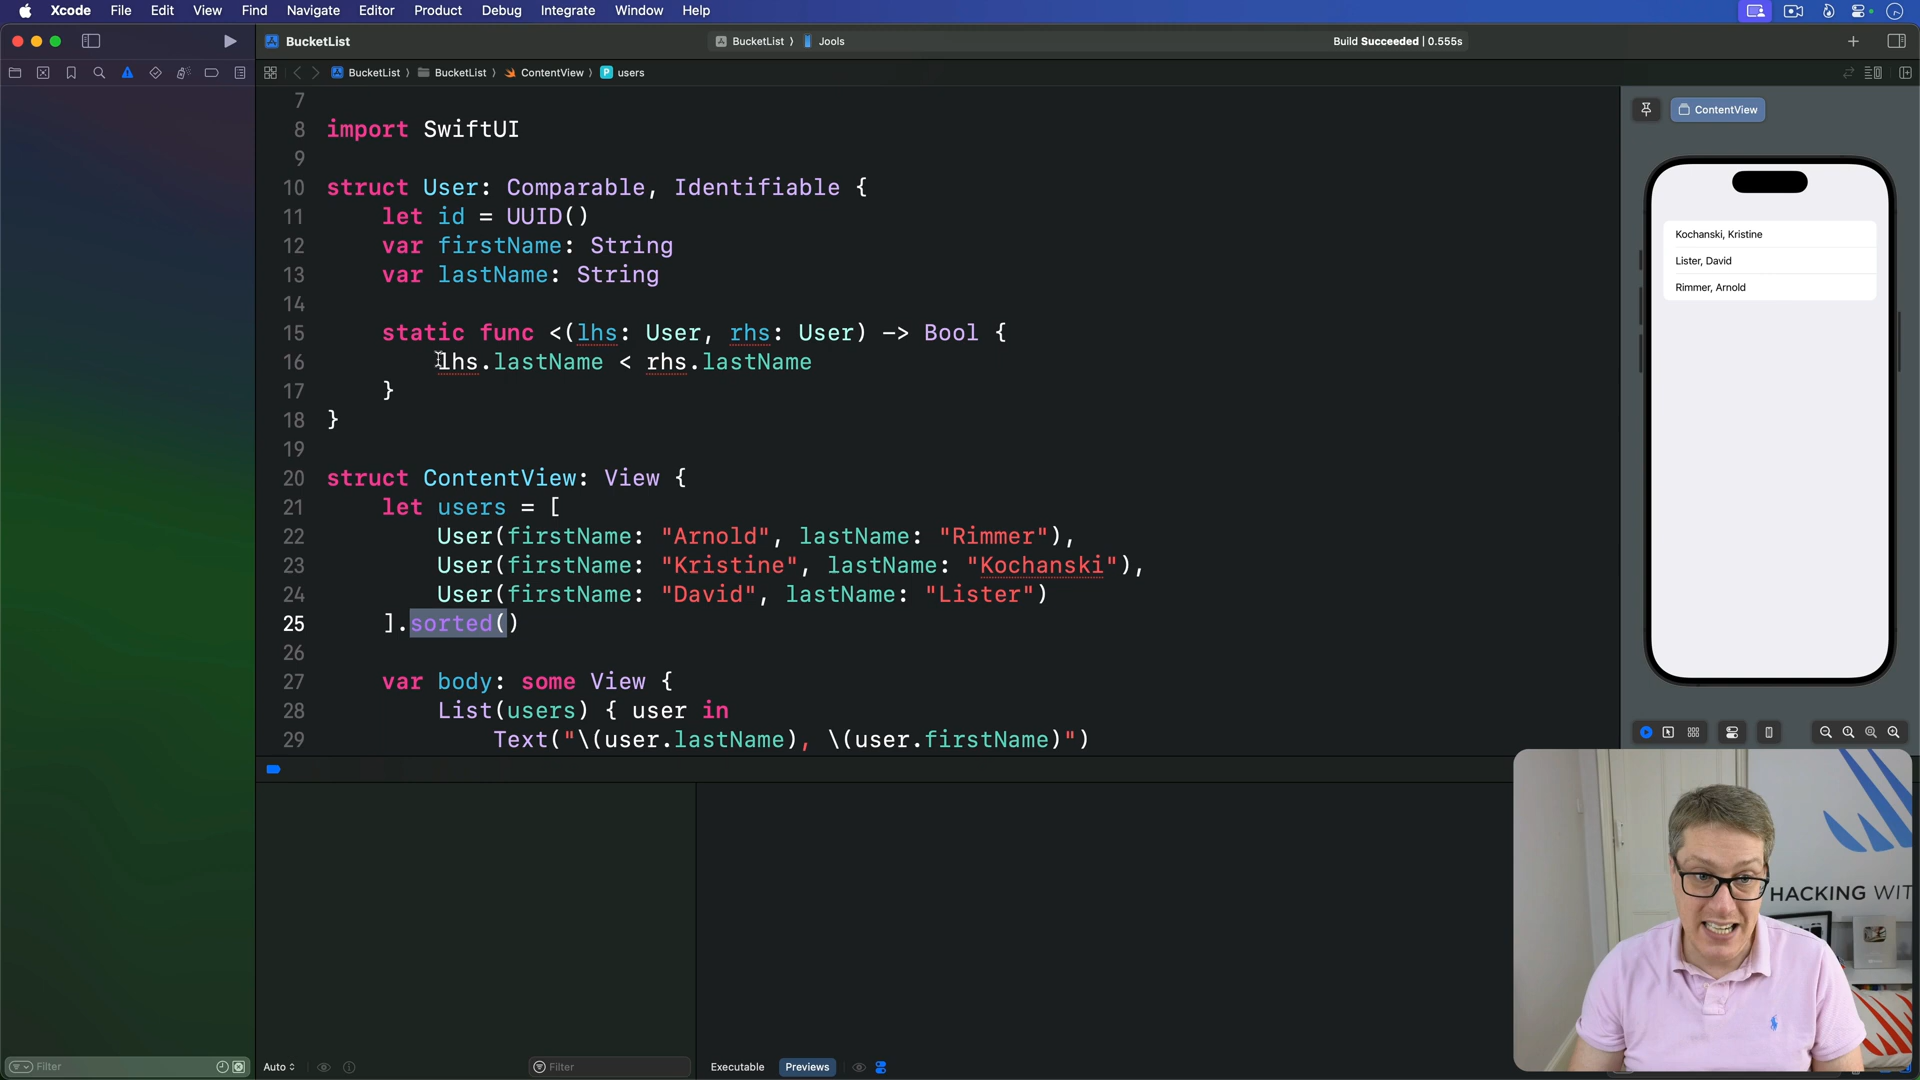 Xcode File Edit View Find Navigate Editor Product Debug Integrate Window Help
BucketList
BucketList 〉 Jools
Build Succeeded | 0.555s
BucketList 〉 BucketList 〉 ContentView 〉 P users
7
8 import SwiftUI
9
10 struct User: Comparable, Identifiable {
11 let id = UUID()
12 var firstName: String
13 var lastName: String
14
15 static func <(lhs: User, rhs: User) -> Bool {
16 lhs.lastName < rhs.lastName
17 }
18 }
19
20 struct ContentView: View {
21 let users = [
22 User(firstName: "Arnold", lastName: "Rimmer"),
23 User(firstName: "Kristine", lastName: "Kochanski"),
24 User(firstName: "David", lastName: "Lister")
25 ].sorted()
26
27 var body: some View {
28 List(users) { user in
29 Text("\(user.lastName), \(user.firstName)")
ContentView
Kochanski, Kristine
Lister, David
Rimmer, Arnold
HACKING WIT
Filter
Auto
Filter
Executable Previews